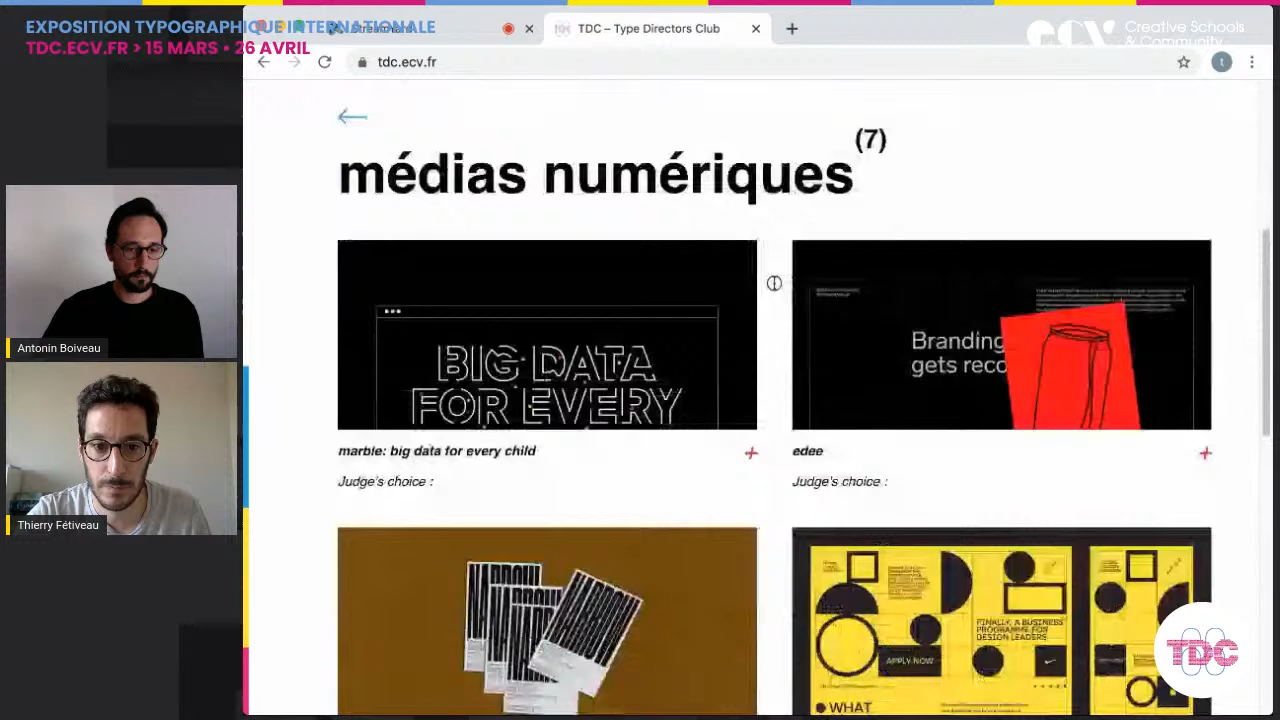 EXPOSITION TYPOGRAPHIQUE INTERNATIONALE
TDC.ECV.FR > 15 MARS • 26 AVRIL
TDC – Type Directors Club
ecv Creative Schools
& Community
tdc.ecv.fr
t
médias numériques (7)
BIG DATA
FOR EVERY
Branding
gets reco
marble: big data for every child
edee
Judge's choice :
Judge's choice :
Antonin Boiveau
Thierry Fétiveau
FINALLY, A BUSINESS
PROGRAMME FOR
DESIGN LEADERS
APPLY NOW
WHAT
TDC